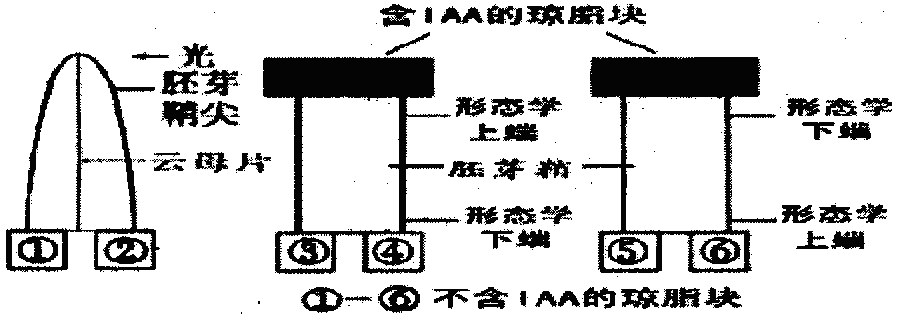 含IAA的琼脂块
光
胚芽
鞘尖
云母片
形态学
上端
胚芽鞘
形态学
下端
形态学
下端
形态学
上端
① ②
③ ④
⑤ ⑥
①—⑥ 不含IAA的琼脂块